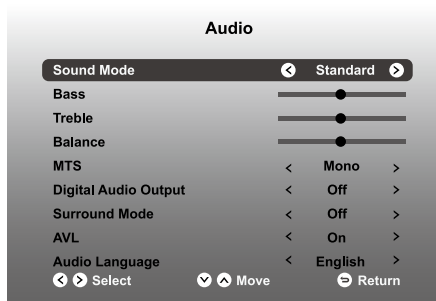 Audio
Sound Mode Standard
Bass
Treble
Balance
MTS Mono
Digital Audio Output Off
Surround Mode Off
AVL On
Audio Language English
Select Move Return